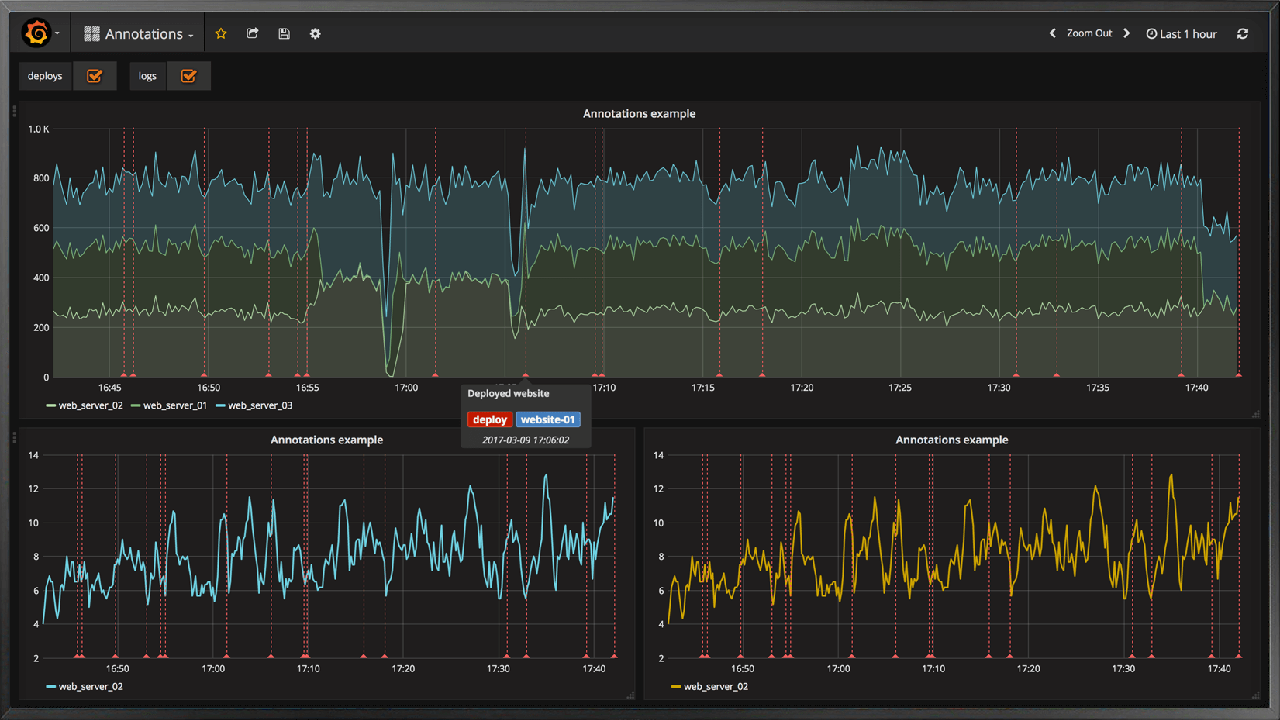 Annotations
Zoom Out
Last 1 hour
deploys
logs
Annotations example
1.0 K
800
600
400
200
0
16:45 16:50 16:55 17:00 17:10 17:15 17:20 17:25 17:30 17:35 17:40
web_server_02 web_server_01 web_server_03
Deployed website
deploy website-01
2017-03-09 17:06:02
Annotations example
14
12
10
8
6
4
2
16:50 17:00 17:10 17:20 17:30 17:40
web_server_02
Annotations example
14
12
10
8
6
4
2
16:50 17:00 17:10 17:20 17:30 17:40
web_server_02